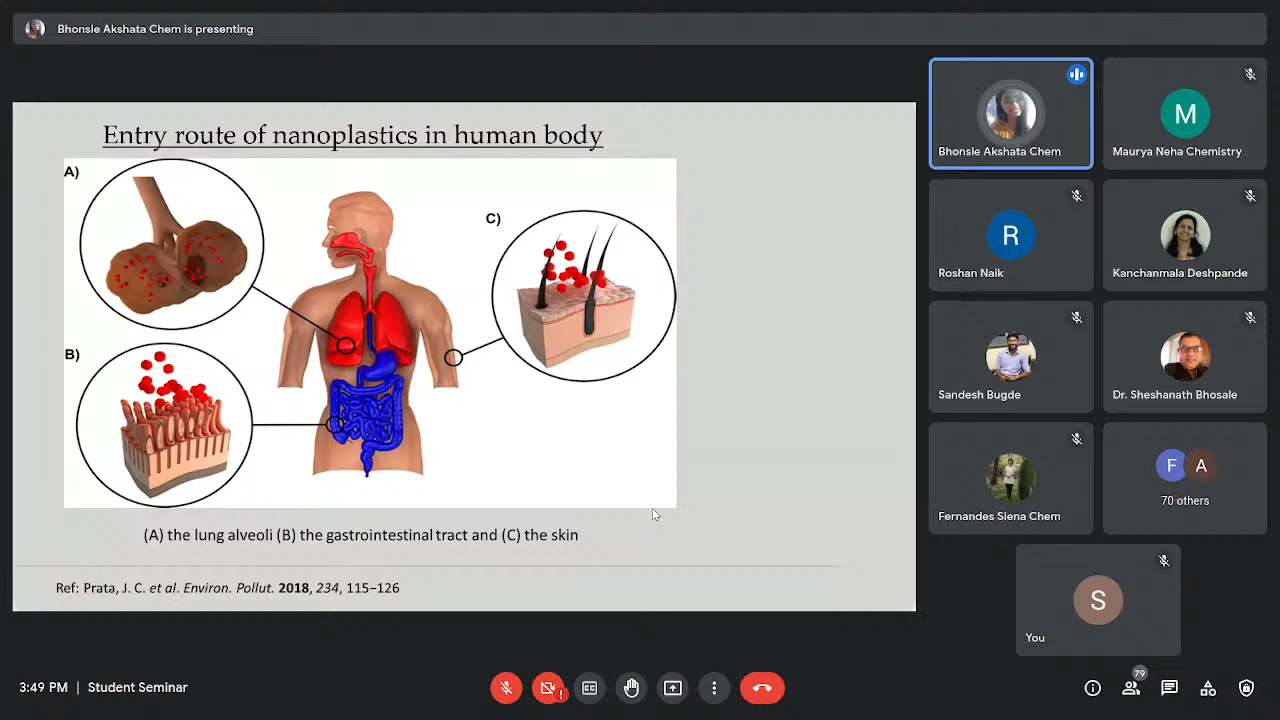 Bhonsle Akshata Chem is presenting
Entry route of nanoplastics in human body
A)
C)
B)
(A) the lung alveoli (B) the gastrointestinal tract and (C) the skin
Ref: Prata, J. C. et al. Environ. Pollut. 2018, 234, 115−126
Bhonsle Akshata Chem
M
Maurya Neha Chemistry
R
Roshan Naik
Kanchanmala Deshpande
Sandesh Bugde
Dr. Sheshanath Bhosale
Fernandes Siena Chem
F A
70 others
S
You
3:49 PM | Student Seminar
CC
!
79